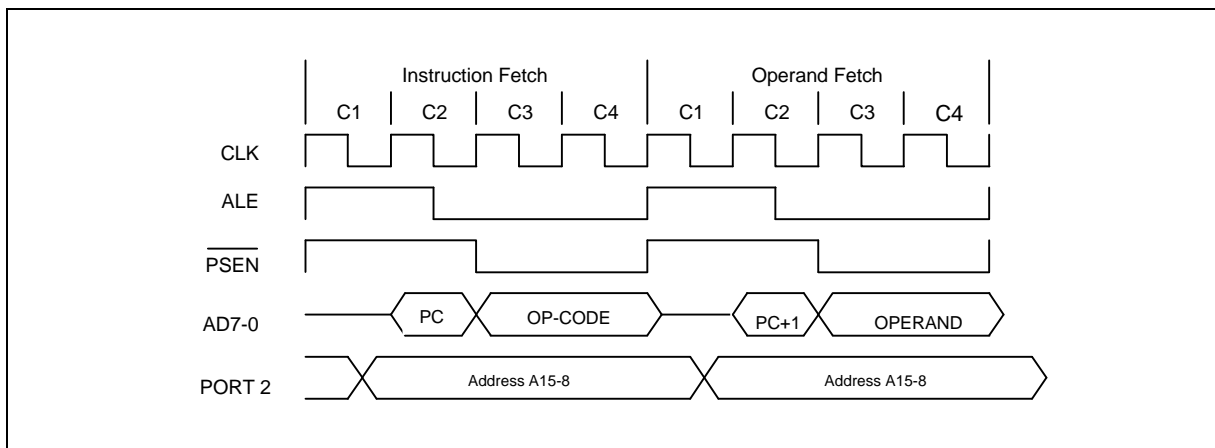 Instruction Fetch Operand Fetch
C1 C2 C3 C4 C1 C2 C3 C4
CLK
ALE
PSEN
AD7-0 PC OP-CODE PC+1 OPERAND
PORT 2 Address A15-8 Address A15-8